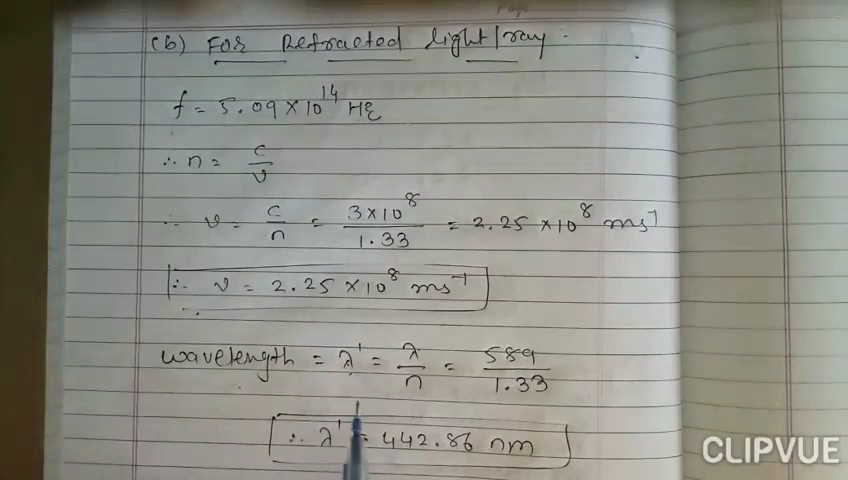 (b) For Refracted light/ray :
f = 5.09 × 10^14 Hz
∴ n = c/v
∴ v = c/n = 3×10^8/1.33 = 2.25 × 10^8 ms^-1
∴ v = 2.25 × 10^8 ms^-1
wavelength = λ' = λ/n = 589/1.33
∴ λ' = 442.86 nm
CLIPVUE